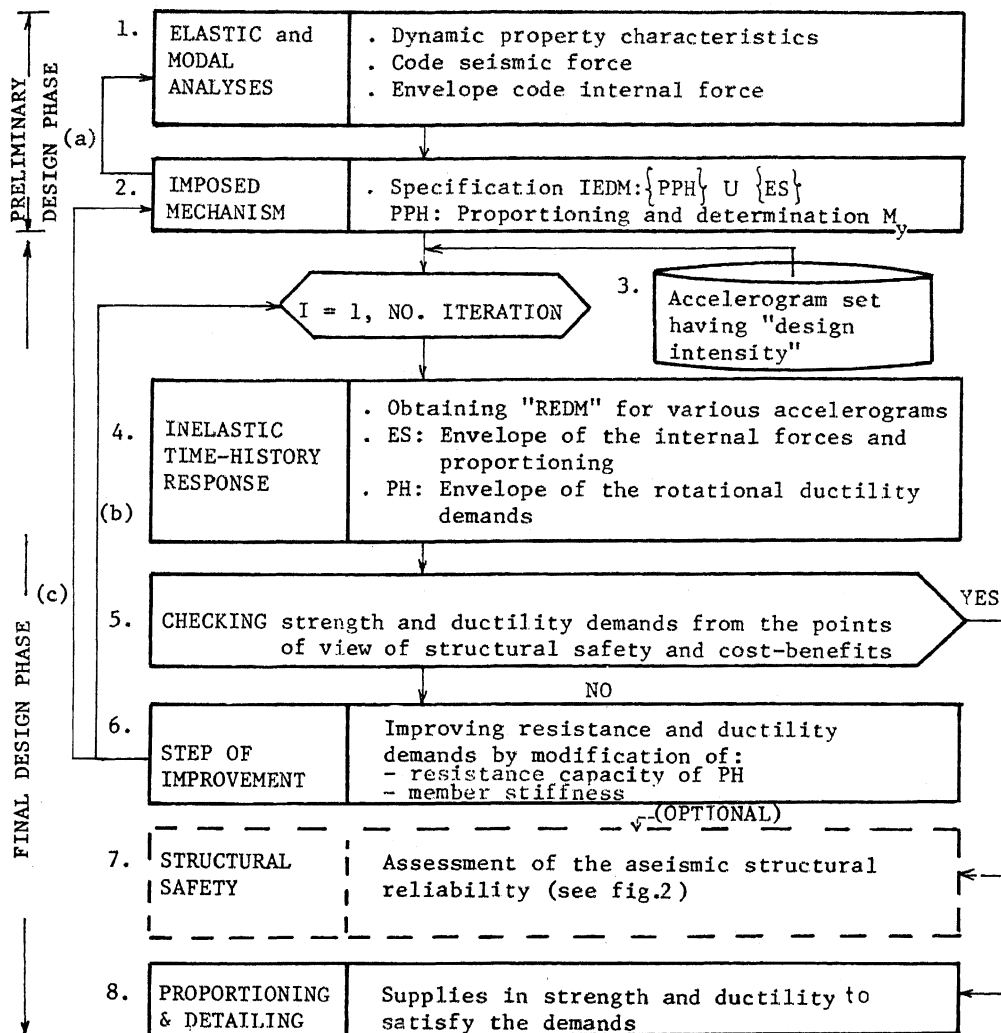 PRELIMINARY
DESIGN PHASE
FINAL DESIGN PHASE
(a)
(b)
(c)
1.
ELASTIC and
MODAL
ANALYSES
. Dynamic property characteristics
. Code seismic force
. Envelope code internal force
2.
IMPOSED
MECHANISM
. Specification IEDM:{PPH} U {ES}
PPH: Proportioning and determination My
I = 1, NO. ITERATION
3.
Accelerogram set
having "design
intensity"
4.
INELASTIC
TIME-HISTORY
RESPONSE
. Obtaining "REDM" for various accelerograms
. ES: Envelope of the internal forces and
proportioning
. PH: Envelope of the rotational ductility
demands
5.
CHECKING strength and ductility demands from the points
of view of structural safety and cost-benefits
YES
NO
6.
STEP OF
IMPROVEMENT
Improving resistance and ductility
demands by modification of:
- resistance capacity of PH
- member stiffness
(OPTIONAL)
7.
STRUCTURAL
SAFETY
Assessment of the aseismic structural
reliability (see fig.2)
8.
PROPORTIONING
& DETAILING
Supplies in strength and ductility to
satisfy the demands